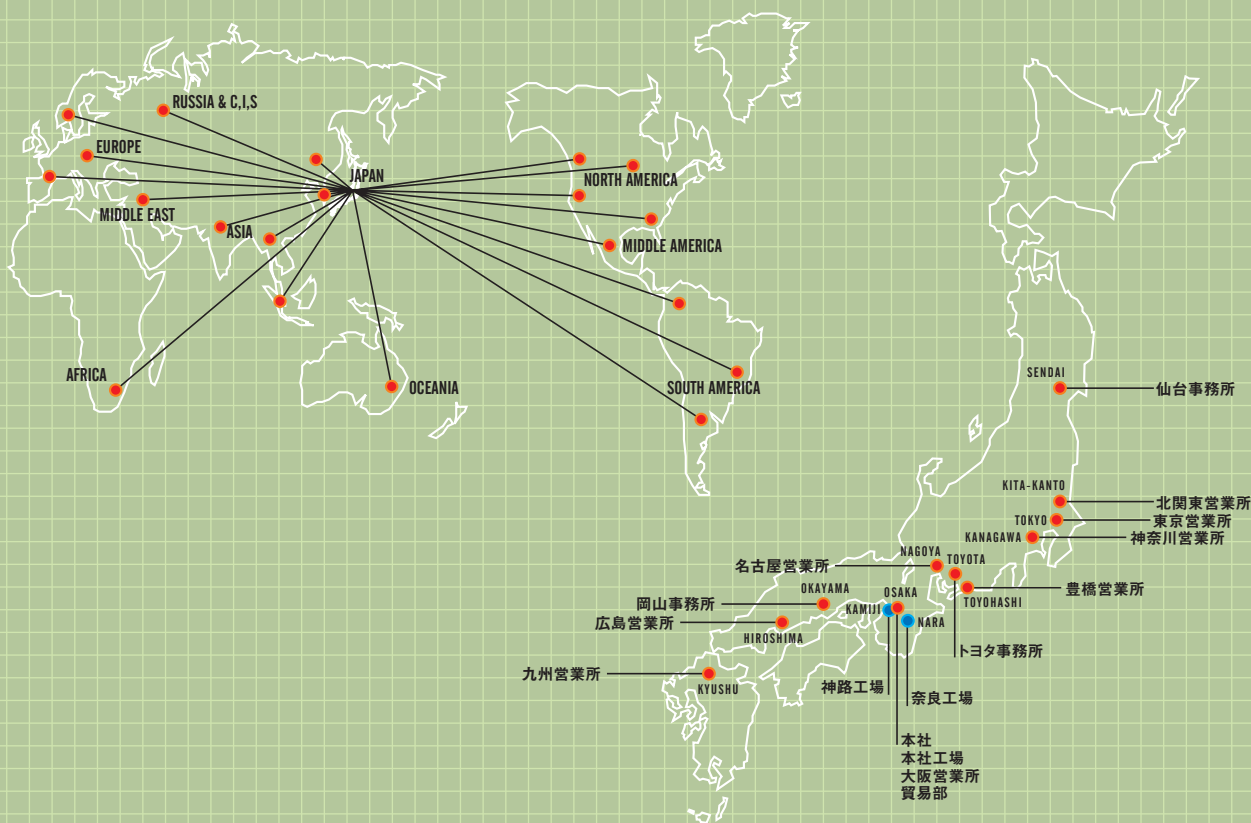 RUSSIA & C,I,S
EUROPE
JAPAN
NORTH AMERICA
MIDDLE EAST
ASIA
MIDDLE AMERICA
AFRICA
OCEANIA
SOUTH AMERICA
SENDAI
仙台事務所
KITA-KANTO
北関東営業所
TOKYO
東京営業所
KANAGAWA
神奈川営業所
NAGOYA
名古屋営業所
TOYOTA
トヨタ事務所
TOYOHASHI
豊橋営業所
OKAYAMA
岡山事務所
OSAKA
KAMIJI
NARA
広島営業所
HIROSHIMA
九州営業所
KYUSHU
神路工場
奈良工場
本社
本社工場
大阪営業所
貿易部